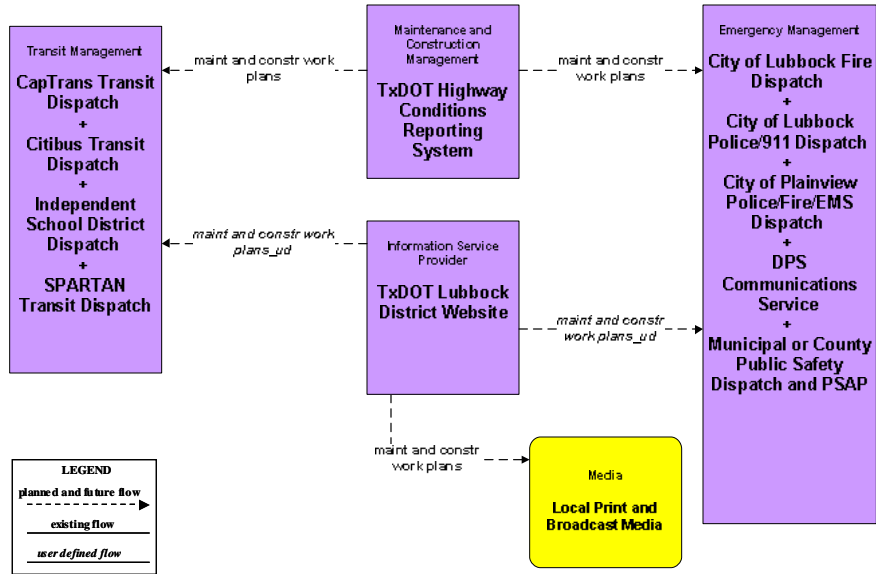 Transit Management
CapTrans Transit
Dispatch
+
Citibus Transit
Dispatch
+
Independent
School District
Dispatch
+
SPARTAN
Transit Dispatch
maint and constr work
plans
maint and constr work
plans_ud
Maintenance and
Construction
Management
TxDOT Highway
Conditions
Reporting
System
Information Service
Provider
TxDOT Lubbock
District Website
maint and constr
work plans
maint and constr
work plans_ud
maint and constr
work plans
Emergency Management
City of Lubbock Fire
Dispatch
+
City of Lubbock
Police/911 Dispatch
+
City of Plainview
Police/Fire/EMS
Dispatch
+
DPS
Communications
Service
+
Municipal or County
Public Safety
Dispatch and PSAP
Media
Local Print and
Broadcast Media
LEGEND
planned and future flow
existing flow
user defined flow